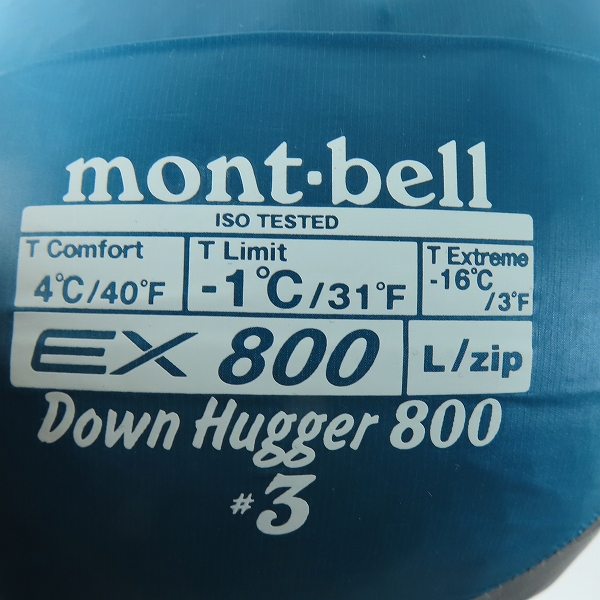 mont-bell
ISO TESTED
T Comfort
4°C/40°F
T Limit
-1°C/31°F
T Extreme
-16°C
/3°F
EX 800
L/zip
Down Hugger 800
#3